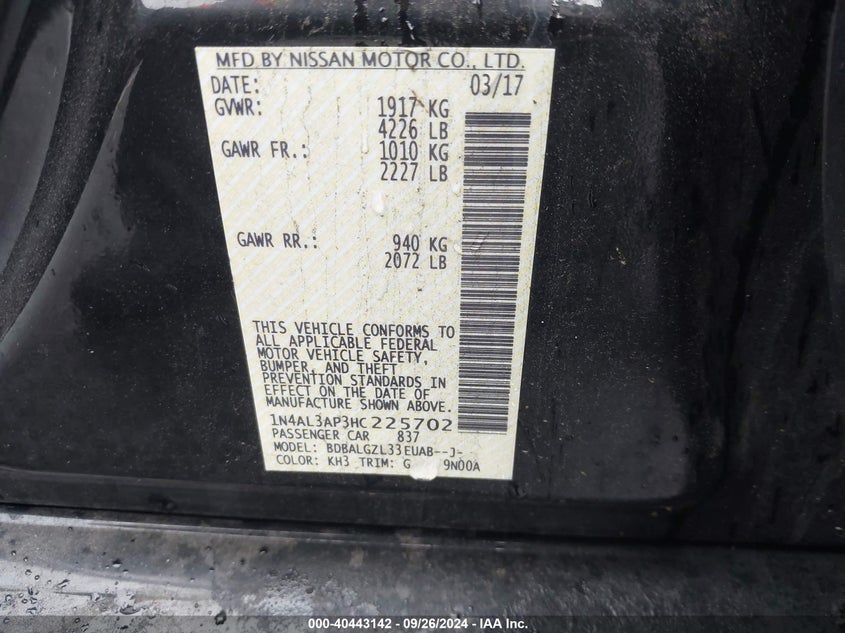 MFD BY NISSAN MOTOR CO., LTD.
DATE: 03/17
GVWR: 1917 KG
4226 LB
GAWR FR.: 1010 KG
2227 LB
GAWR RR.: 940 KG
2072 LB
THIS VEHICLE CONFORMS TO
ALL APPLICABLE FEDERAL
MOTOR VEHICLE SAFETY,
BUMPER, AND THEFT
PREVENTION STANDARDS IN
EFFECT ON THE DATE OF
MANUFACTURE SHOWN ABOVE.
1N4AL3AP3HC225702
PASSENGER CAR 837
MODEL: BDBALGZL33EUAB--J-
COLOR: KH3 TRIM: G 9N00A
000-40443142 - 09/26/2024 - IAA Inc.